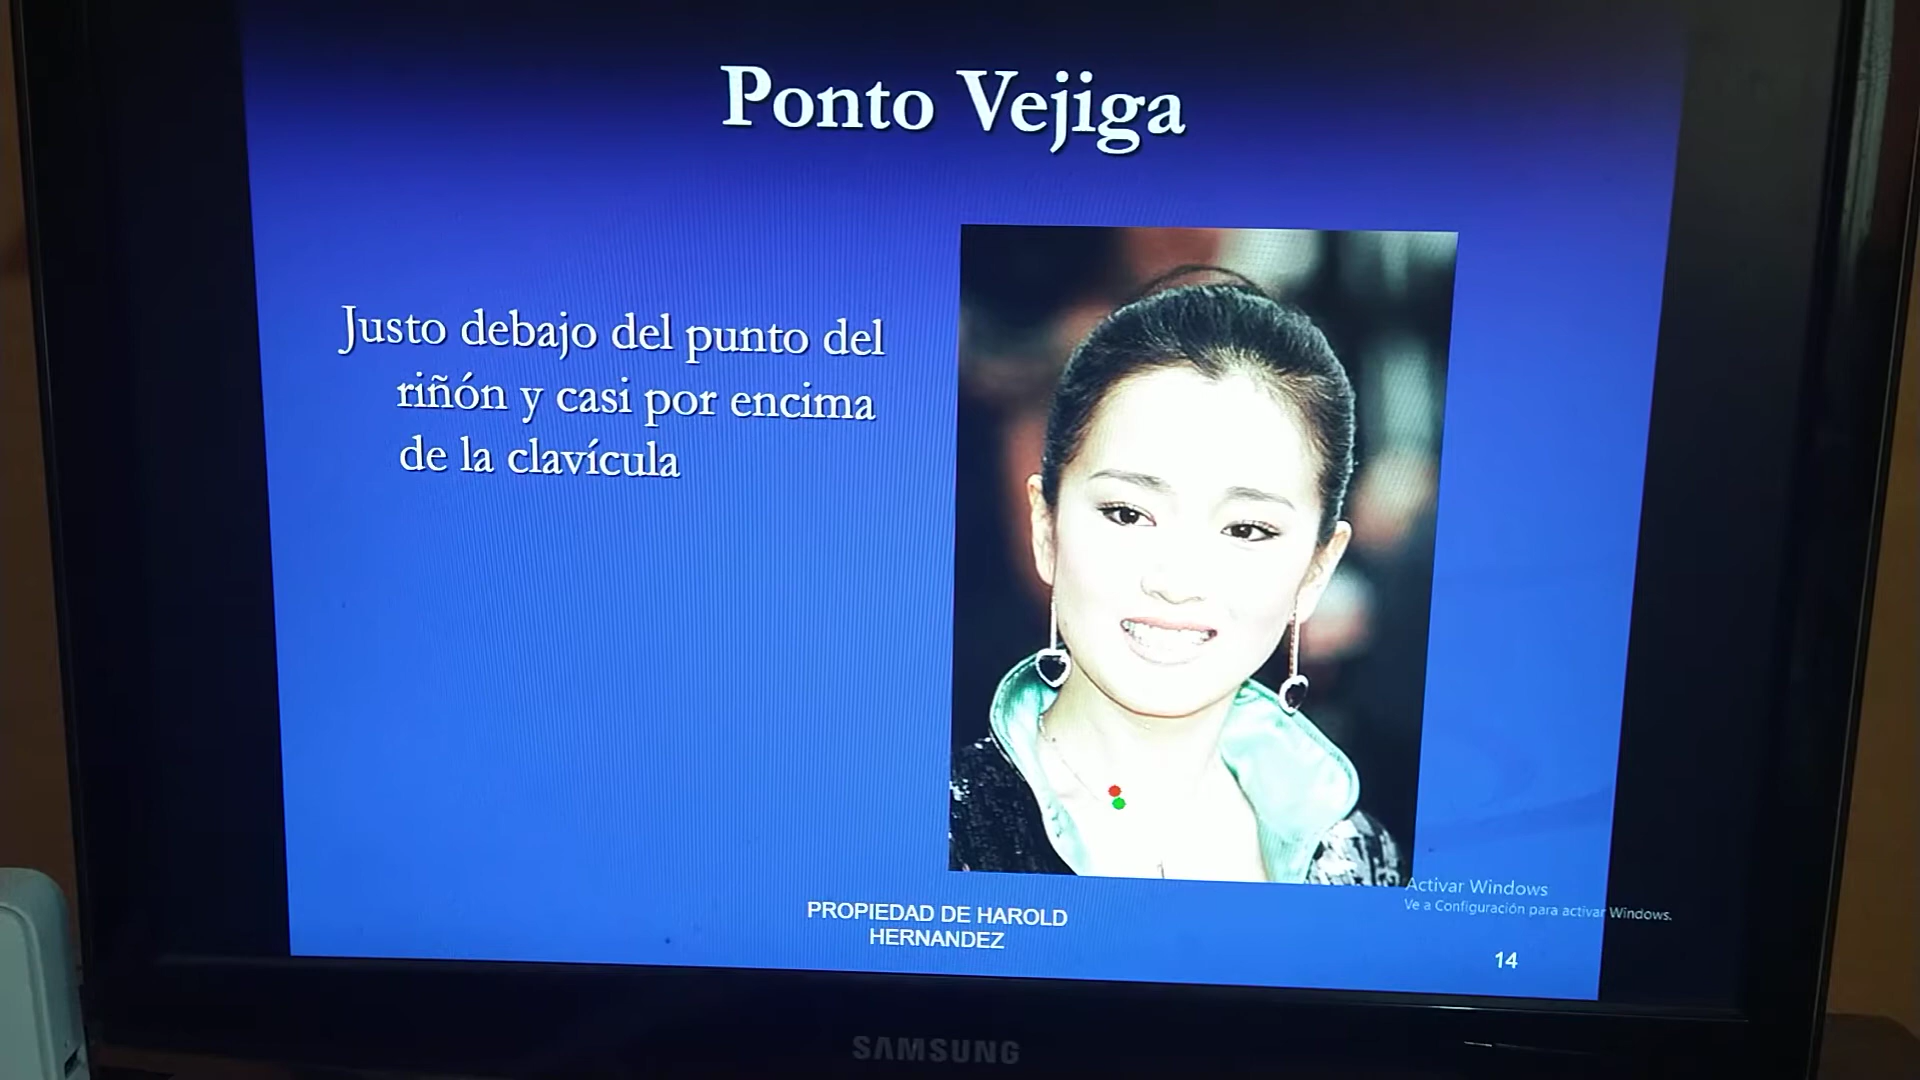 Ponto Vejiga
Justo debajo del punto del
riñón y casi por encima
de la clavícula
Activar Windows
Ve a Configuración para activar Windows.
PROPIEDAD DE HAROLD
HERNANDEZ
14
SAMSUNG